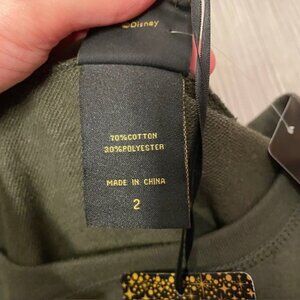 ©Disney
70%COTTON
30%POLYESTER
MADE IN CHINA
2